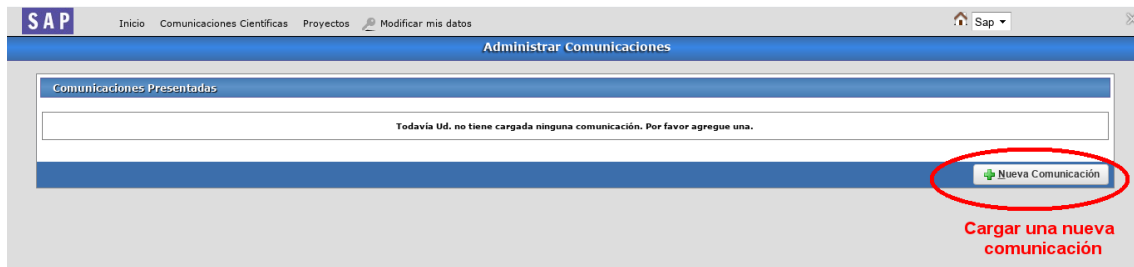 SAP Inicio Comunicaciones Científicas Proyectos Modificar mis datos Sap
Administrar Comunicaciones
Comunicaciones Presentadas
Todavía Ud. no tiene cargada ninguna comunicación. Por favor agregue una.
Nueva Comunicación
Cargar una nueva
comunicación